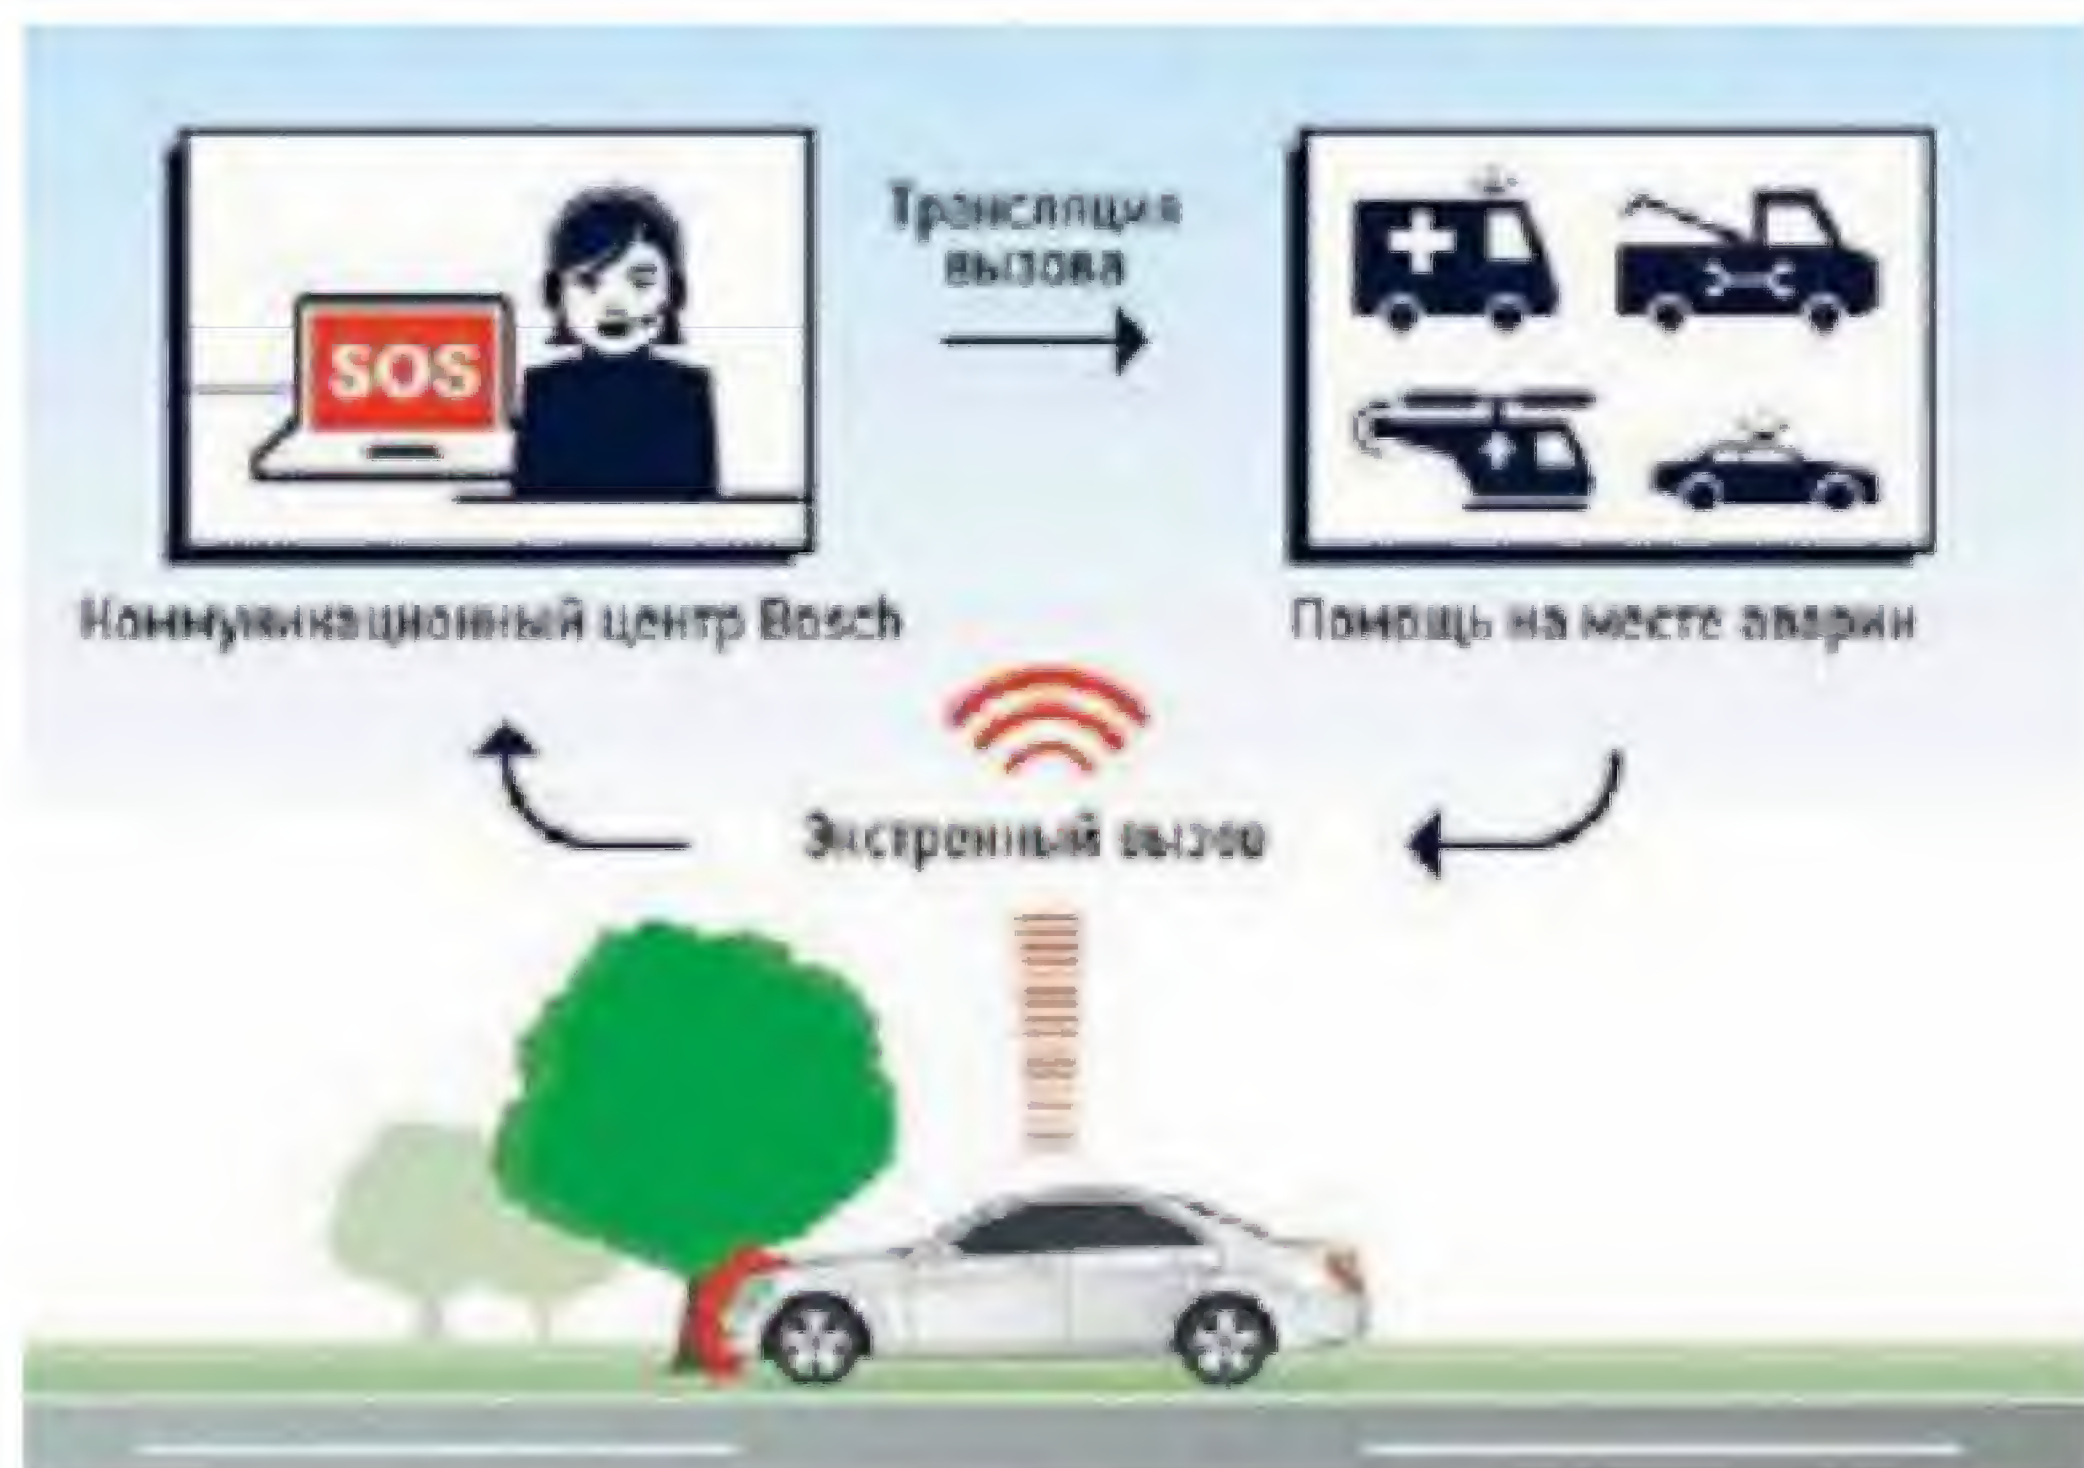 Трансляция
вызова
SOS
Коммуникационный центр Bosch
Помощь на месте аварии
Экстренный вызов